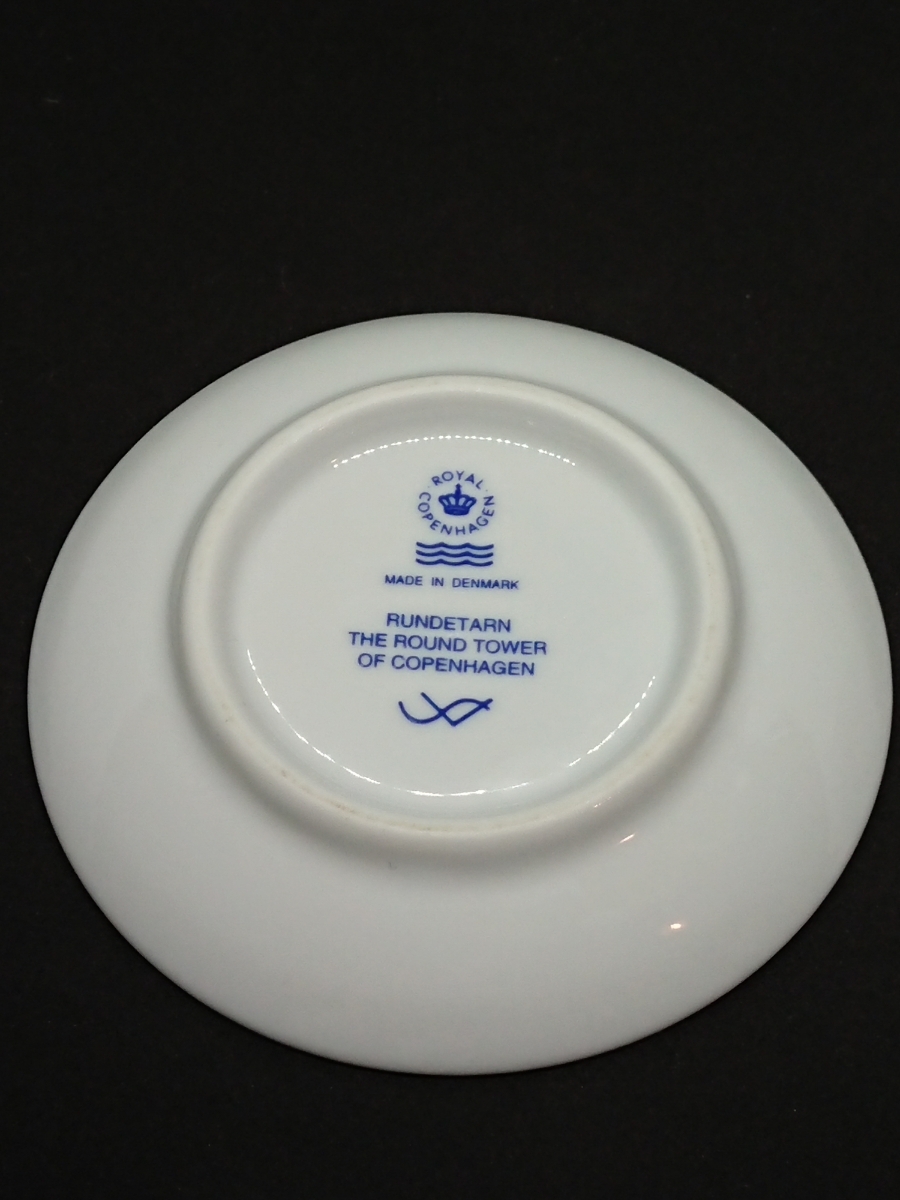 ROYAL COPENHAGEN
MADE IN DENMARK
RUNDETARN
THE ROUND TOWER
OF COPENHAGEN